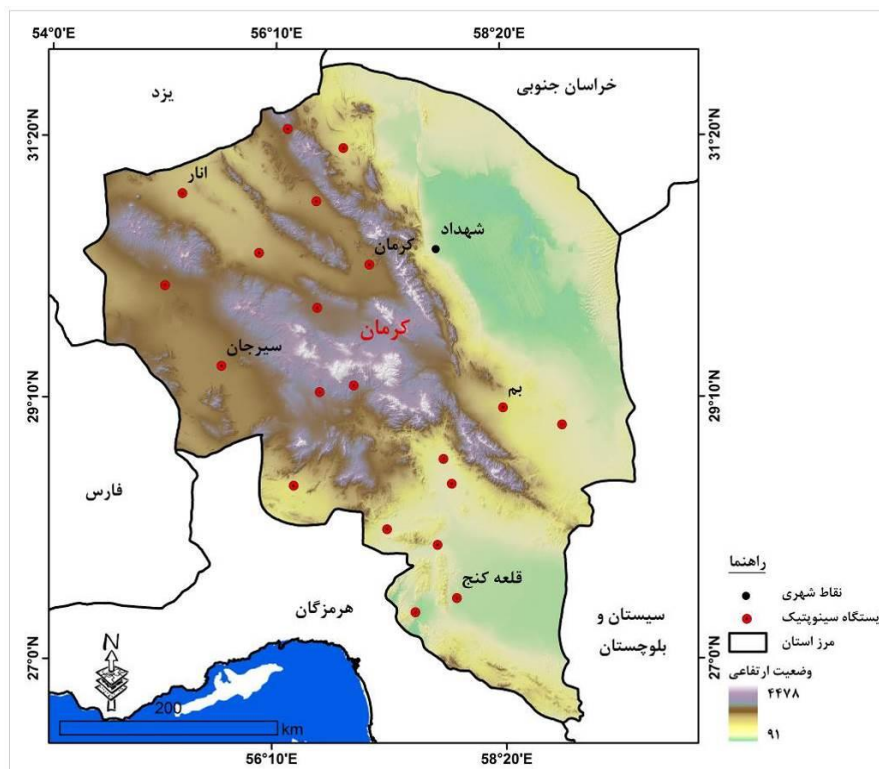 54°0'E
56°10'E
58°20'E
یزد
خراسان جنوبی
31°20'N
31°20'N
انار
شهداد
کرمان
کرمان
سیرجان
بم
29°10'N
29°10'N
فارس
قلعه کنج
هرمزگان
سیستان و
بلوچستان
27°0'N
27°0'N
راهنما
نقاط شهری
یستگاه سینوپتیک
مرز استان
وضعیت ارتفاعی
۴۴۷۸
۹۱
N
200
km
56°10'E
58°20'E